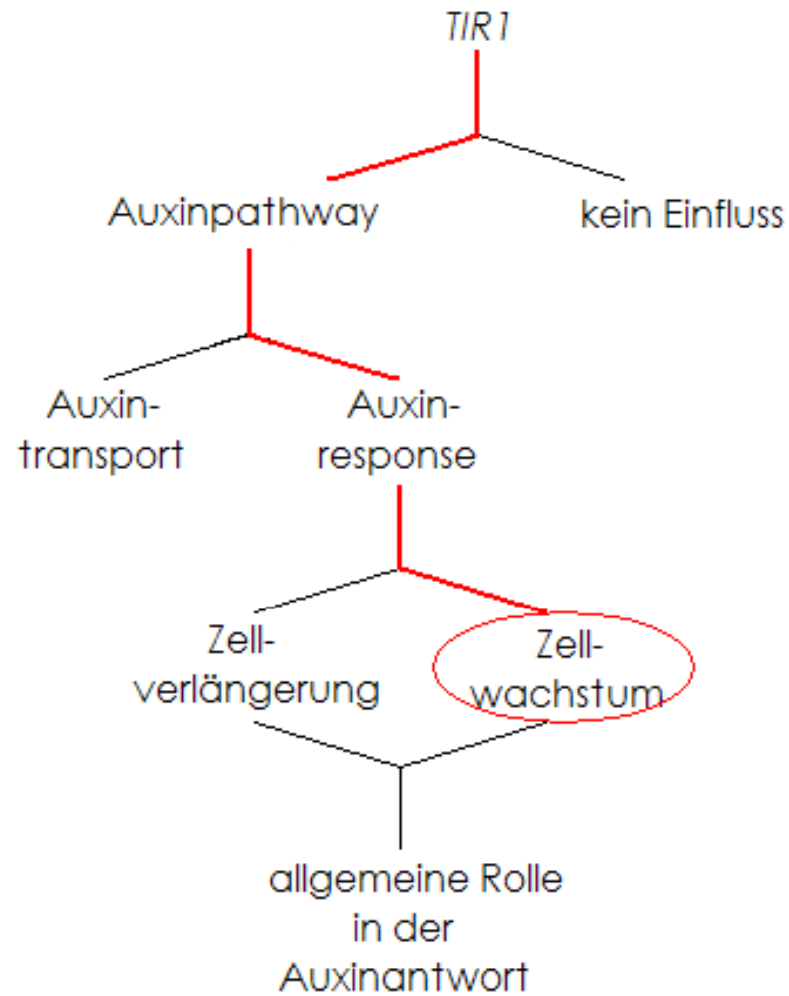 TIR1
Auxinpathway
kein Einfluss
Auxin-
transport
Auxin-
response
Zell-
verlängerung
Zell-
wachstum
allgemeine Rolle
in der
Auxinantwort